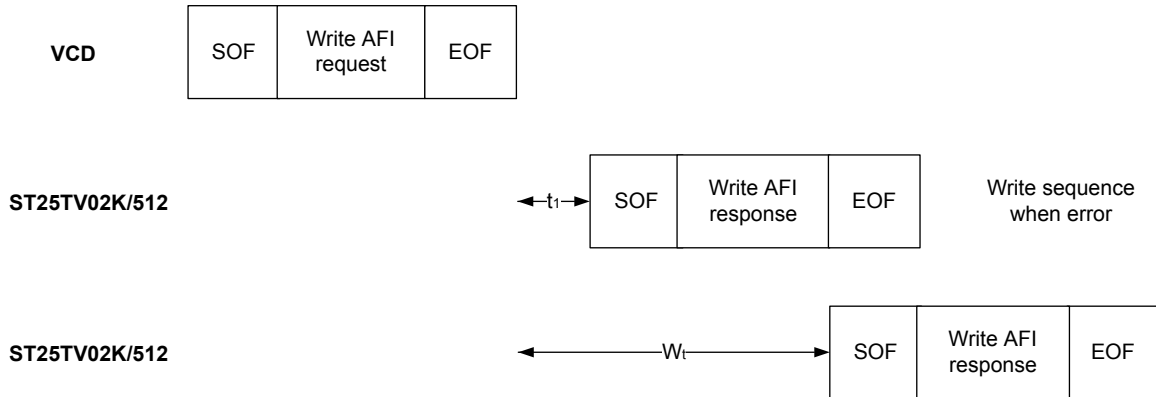 VCD
SOF
Write AFI
request
EOF
ST25TV02K/512
t1
SOF
Write AFI
response
EOF
Write sequence
when error
ST25TV02K/512
Wt
SOF
Write AFI
response
EOF